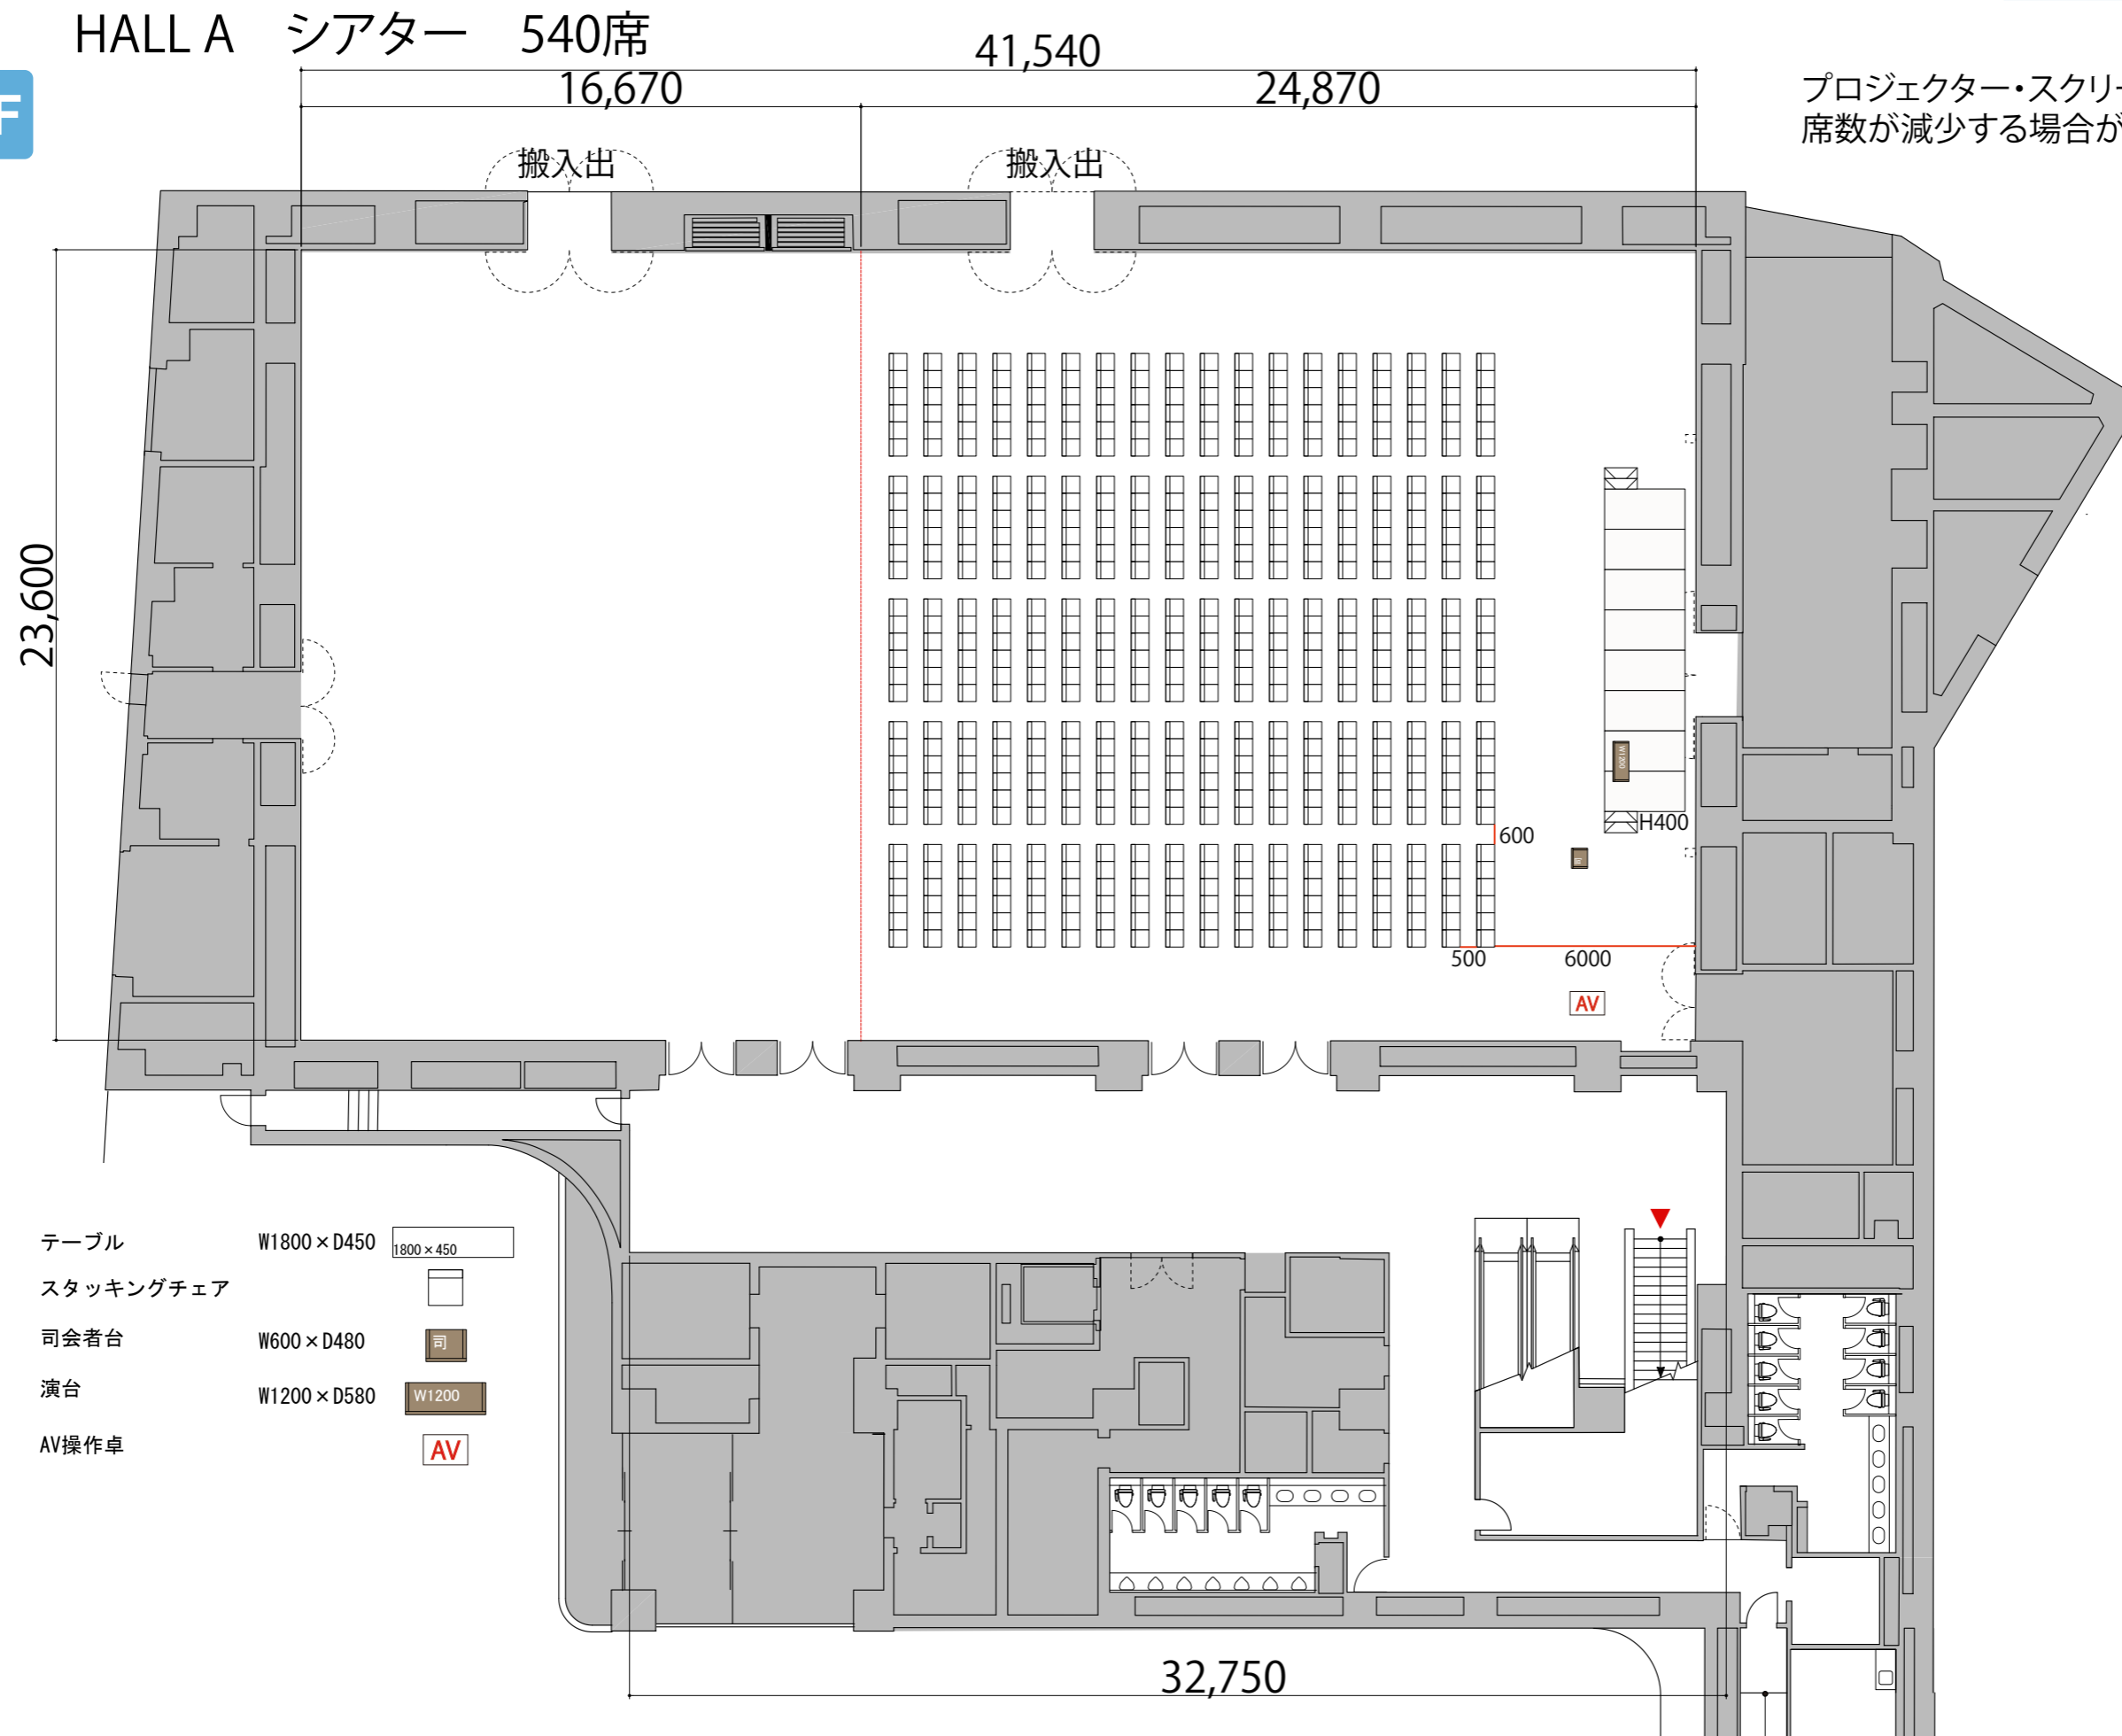 HALL A シアター 540席
F
41,540
16,670
24,870
プロジェクター・スクリー
席数が減少する場合が
搬入出
搬入出
23,600
W1200
H400
600
司
500
6000
AV
テーブル W1800×D450 1800×450
スタッキングチェア
司会者台 W600×D480 司
演台 W1200×D580 W1200
AV操作卓 AV
32,750